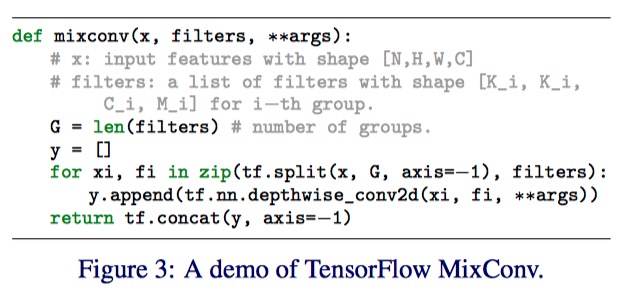 def mixconv(x, filters, **args):
# x: input features with shape [N,H,W,C]
# filters: a list of filters with shape [K_i, K_i,
C_i, M_i] for i−th group.
G = len(filters) # number of groups.
y = []
for xi, fi in zip(tf.split(x, G, axis=−1), filters):
y.append(tf.nn.depthwise_conv2d(xi, fi, **args))
return tf.concat(y, axis=−1)
Figure 3: A demo of TensorFlow MixConv.